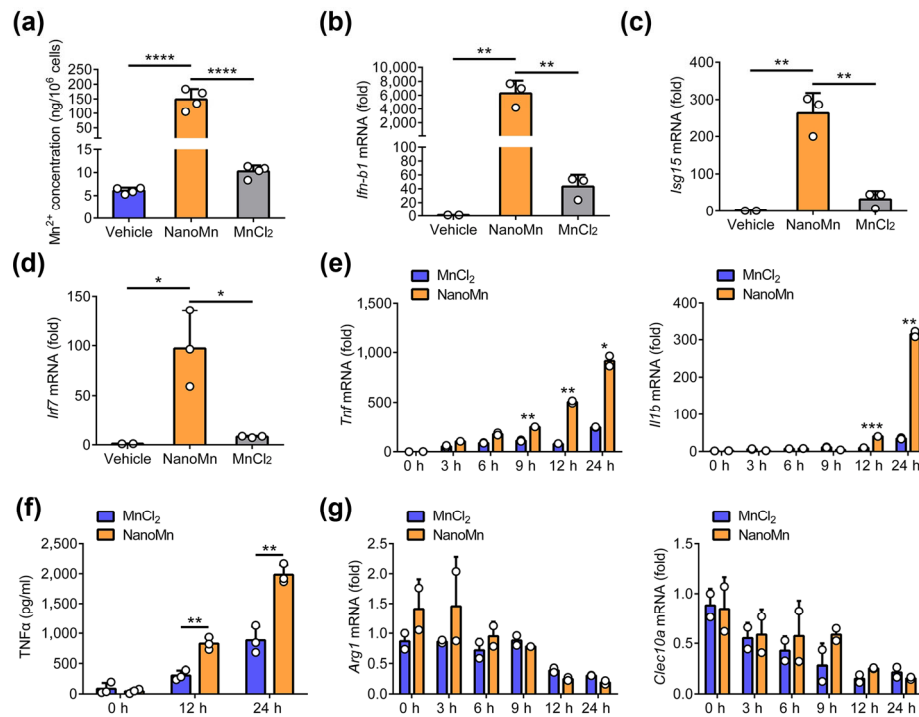 (a)
Mn2+ concentration (ng/10^6 cells)
200
150
100
50
15
10
5
0
****
****
Vehicle NanoMn MnCl2
(b)
Ifn-b1 mRNA (fold)
10,000
8,000
6,000
4,000
2,000
80
60
40
20
0
**
**
Vehicle NanoMn MnCl2
(c)
Isg15 mRNA (fold)
400
300
200
100
0
**
**
Vehicle NanoMn MnCl2
(d)
Irf7 mRNA (fold)
150
100
50
0
*
*
Vehicle NanoMn MnCl2
(e)
MnCl2
NanoMn
Tnf mRNA (fold)
1,500
1,000
500
0
**
**
*
0 h 3 h 6 h 9 h 12 h 24 h
MnCl2
NanoMn
Il1b mRNA (fold)
400
300
200
100
0
***
**
0 h 3 h 6 h 9 h 12 h 24 h
(f)
MnCl2
NanoMn
TNFα (pg/ml)
2,500
2,000
1,500
1,000
500
0
**
**
0 h 12 h 24 h
(g)
MnCl2
NanoMn
Arg1 mRNA (fold)
2.5
2.0
1.5
1.0
0.5
0.0
0 h 3 h 6 h 9 h 12 h 24 h
MnCl2
NanoMn
Clec10a mRNA (fold)
1.5
1.0
0.5
0.0
0 h 3 h 6 h 9 h 12 h 24 h